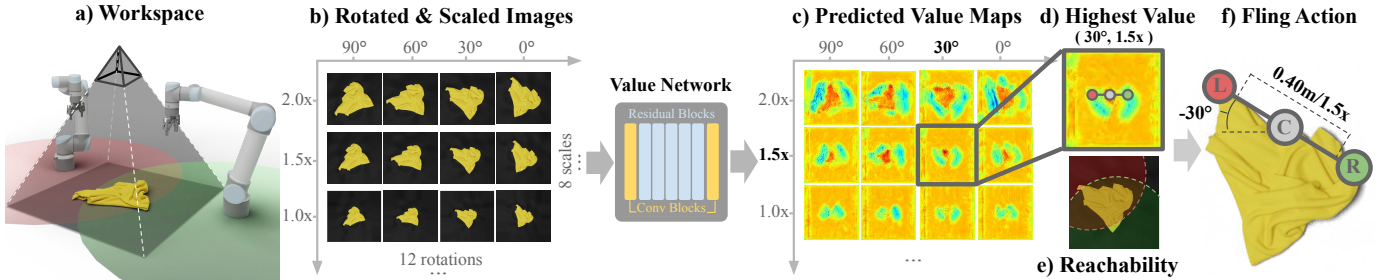 a) Workspace
b) Rotated & Scaled Images
90° 60° 30° 0°
2.0x
1.5x
1.0x
8 scales
...
12 rotations
...
Value Network
Residual Blocks
Conv Blocks
c) Predicted Value Maps
90° 60° 30° 0°
2.0x
1.5x
1.0x
...
d) Highest Value
( 30°, 1.5x)
e) Reachability
f) Fling Action
L
0.40m/1.5x
-30°
C
R